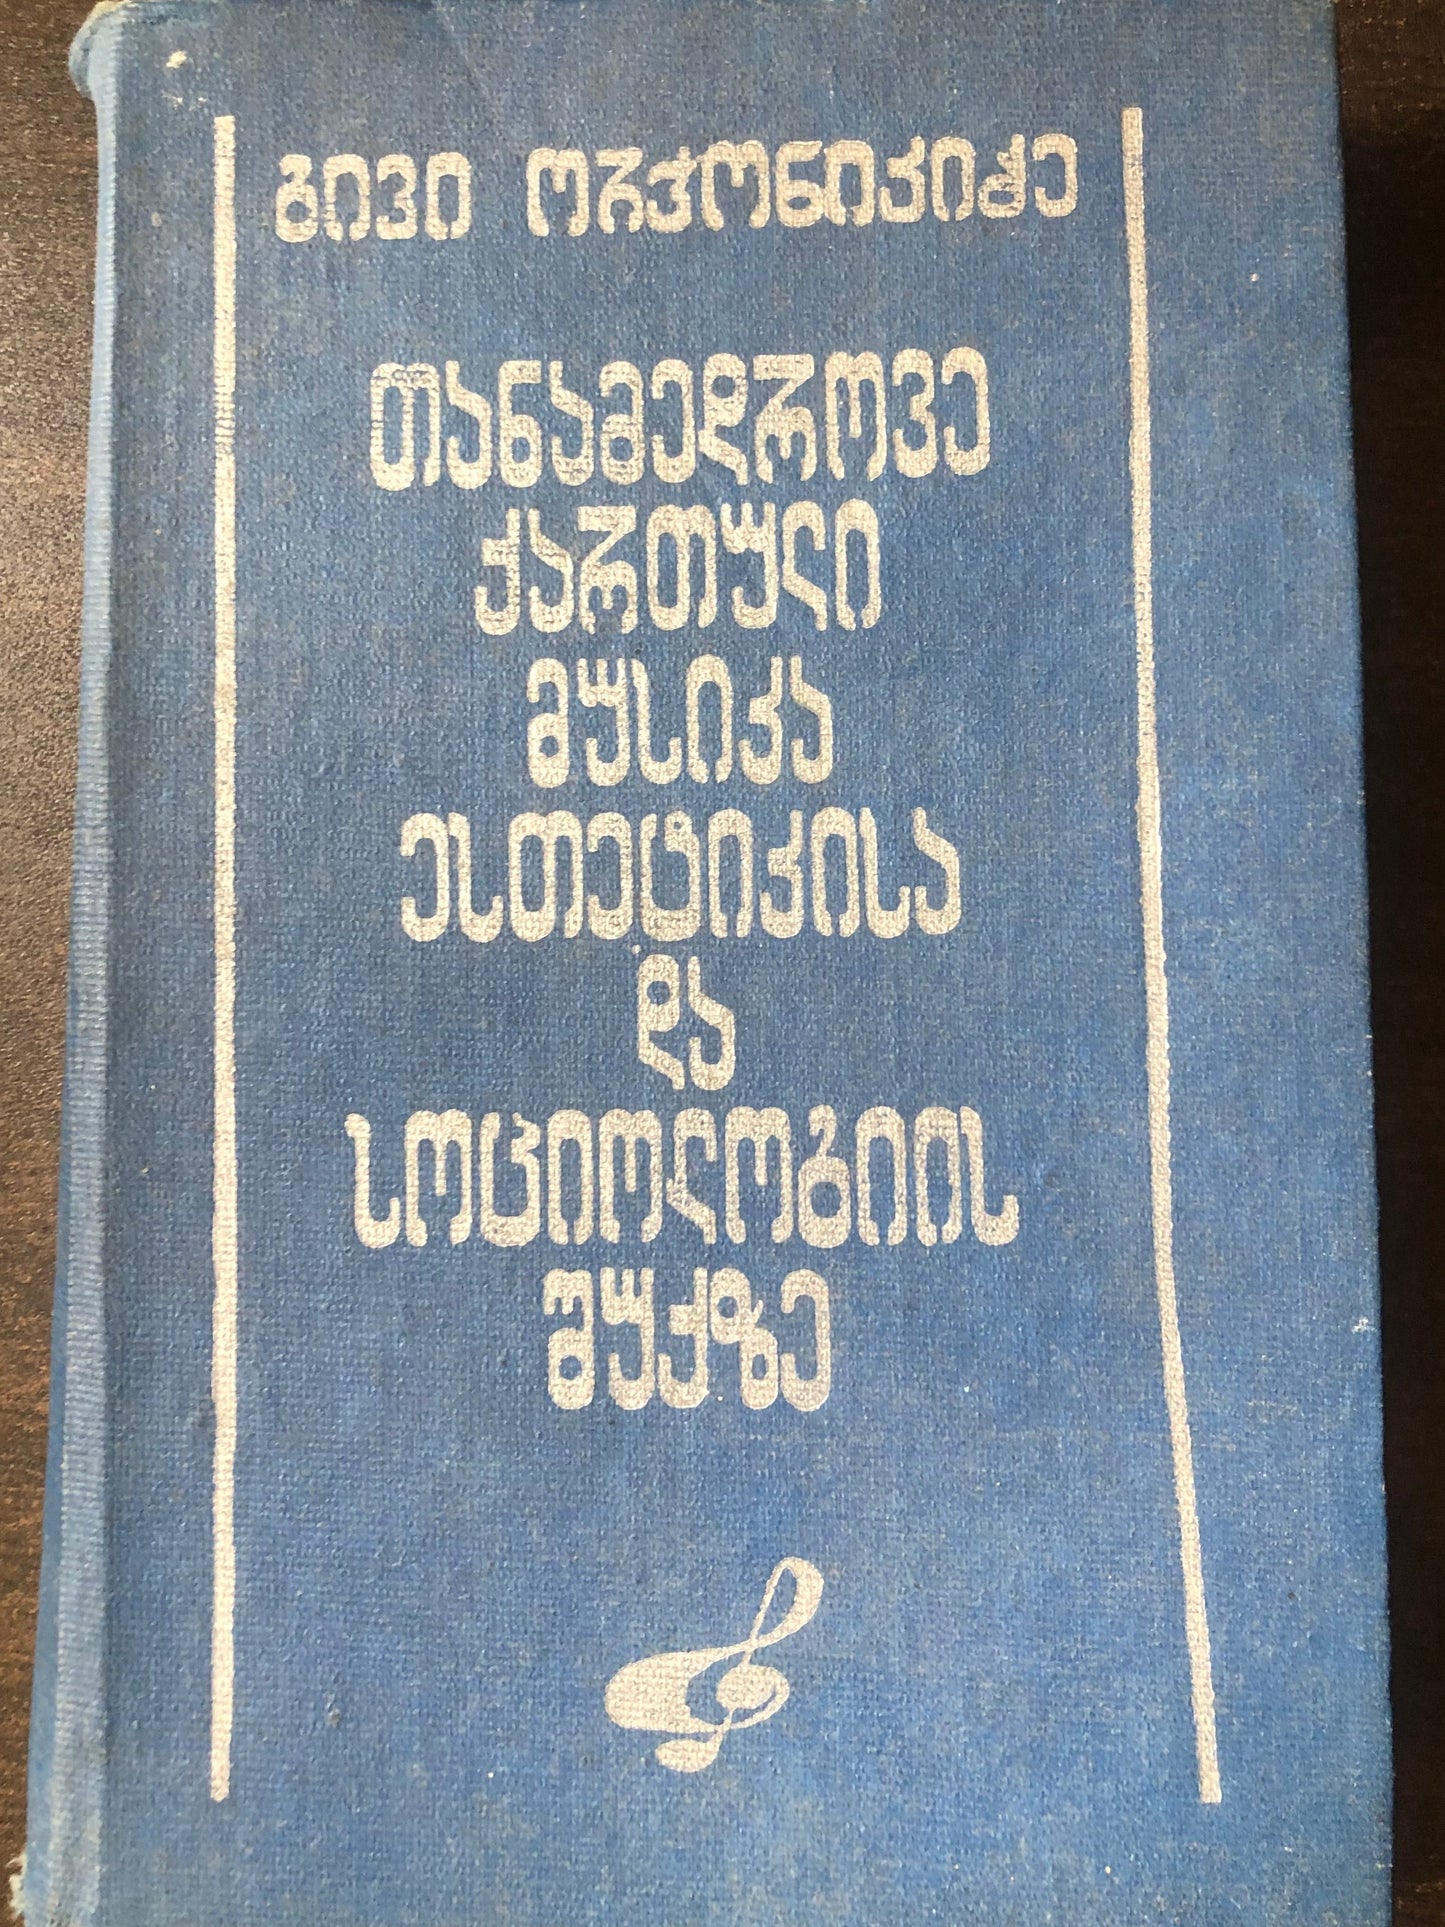 გივი ორჯონიკიძე
თანამედროვე
ქართული
მუსიკა
ესთეტიკისა
და
სოციოლოგიის
შუქზე